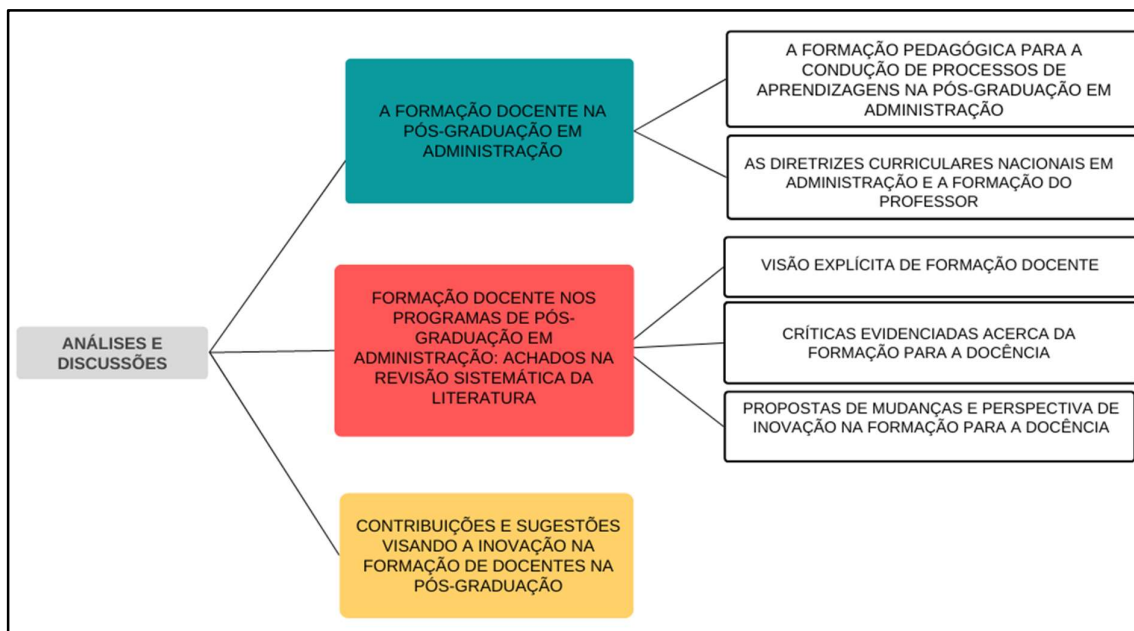 ANÁLISES E
DISCUSSÕES
A FORMAÇÃO DOCENTE NA
PÓS-GRADUAÇÃO EM
ADMINISTRAÇÃO
A FORMAÇÃO PEDAGÓGICA PARA A
CONDUÇÃO DE PROCESSOS DE
APRENDIZAGENS NA PÓS-GRADUAÇÃO EM
ADMINISTRAÇÃO
AS DIRETRIZES CURRICULARES NACIONAIS EM
ADMINISTRAÇÃO E A FORMAÇÃO DO
PROFESSOR
FORMAÇÃO DOCENTE NOS
PROGRAMAS DE PÓS-
GRADUAÇÃO EM
ADMINISTRAÇÃO: ACHADOS NA
REVISÃO SISTEMÁTICA DA
LITERATURA
VISÃO EXPLÍCITA DE FORMAÇÃO DOCENTE
CRÍTICAS EVIDENCIADAS ACERCA DA
FORMAÇÃO PARA A DOCÊNCIA
PROPOSTAS DE MUDANÇAS E PERSPECTIVA DE
INOVAÇÃO NA FORMAÇÃO PARA A DOCÊNCIA
CONTRIBUIÇÕES E SUGESTÕES
VISANDO A INOVAÇÃO NA
FORMAÇÃO DE DOCENTES NA
PÓS-GRADUAÇÃO